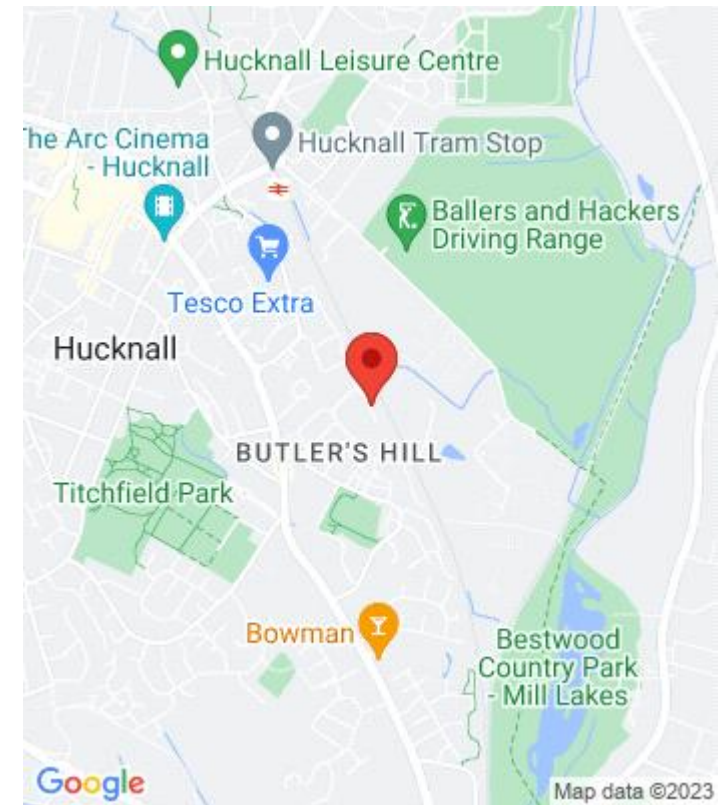 Hucknall Leisure Centre
The Arc Cinema
- Hucknall
Hucknall Tram Stop
Ballers and Hackers
Driving Range
Tesco Extra
Hucknall
BUTLER'S HILL
Titchfield Park
Bowman
Bestwood
Country Park
- Mill Lakes
Google
Map data ©2023